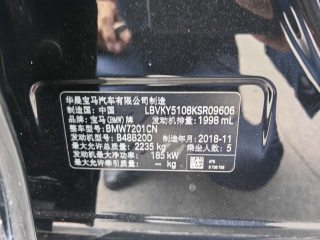 华晨宝马汽车有限公司制造
制造国：中国 LBVKY5108KSR09606
品牌：宝马(BMW)牌 发动机排量：1998 mL
整车型号：BMW7201CN
发动机型号：B48B20D 制造年月：2018-11
最大允许总质量：2235 kg 乘坐人数：5
发动机最大净功率：185 kW
最大允许牵引质量：-- kg